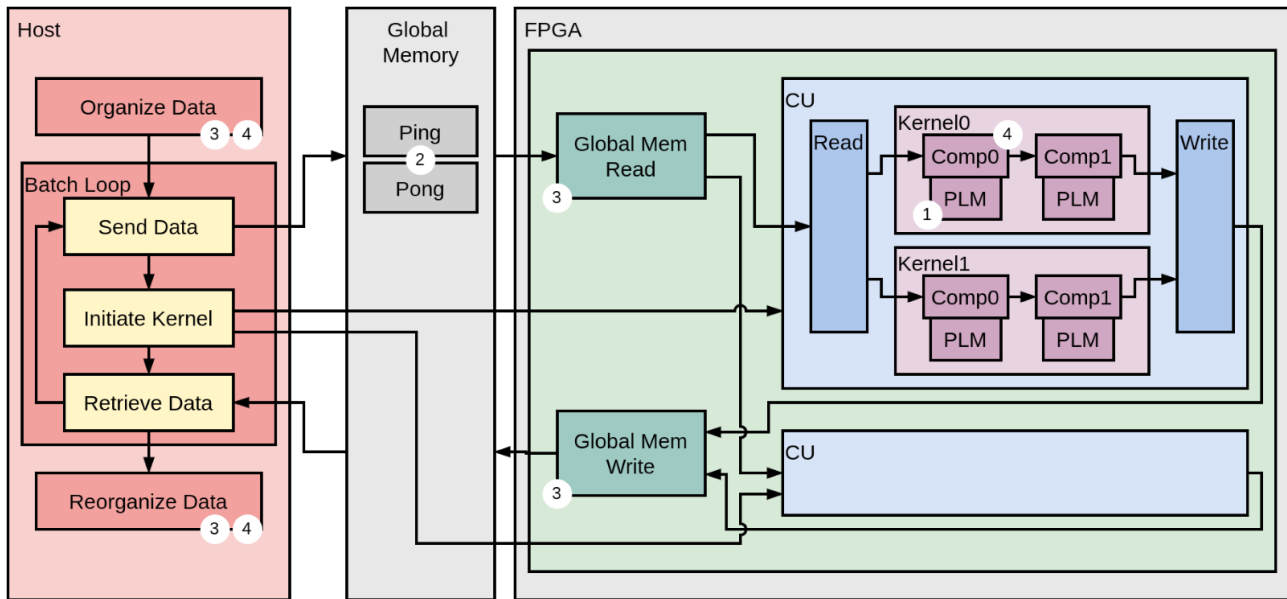 Host
Organize Data
3 4
Batch Loop
Send Data
Initiate Kernel
Retrieve Data
Reorganize Data
3 4
Global
Memory
Ping
2
Pong
FPGA
Global Mem
Read
3
Global Mem
Write
3
CU
Read
Kernel0
4
Comp0
Comp1
PLM
PLM
1
Kernel1
Comp0
Comp1
PLM
PLM
Write
CU